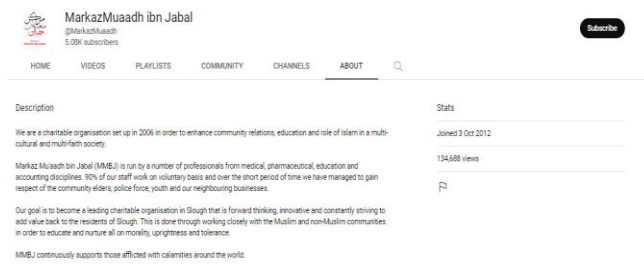 MarkazMuaadh ibn Jabal
@MarkazMuaadh
5.08K subscribers
Subscribe
HOME VIDEOS PLAYLISTS COMMUNITY CHANNELS ABOUT
Description
We are a charitable organisation set up in 2006 in order to enhance community relations, education and role of Islam in a multi-
cultural and multi-faith society.
Markaz Mu'aadh bin Jabal (MMBJ) is run by a number of professionals from medical, pharmaceutical, education and
accounting disciplines. 90% of our staff work on voluntary basis and over the short period of time we have managed to gain
respect of the community elders, police force, youth and our neighbouring businesses.
Our goal is to become a leading charitable organisation in Slough that is forward thinking, innovative and constantly striving to
add value back to the residents of Slough. This is done through working closely with the Muslim and non-Muslim communities
in order to educate and nurture all on morality, uprightness and tolerance.
MMBJ continuously supports those afflicted with calamities around the world.
Stats
Joined 3 Oct 2012
134,688 views